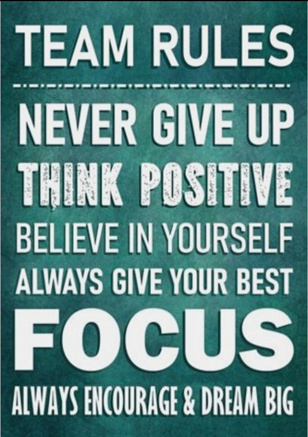 TEAM RULES
NEVER GIVE UP
THINK POSITIVE
BELIEVE IN YOURSELF
ALWAYS GIVE YOUR BEST
FOCUS
ALWAYS ENCOURAGE & DREAM BIG